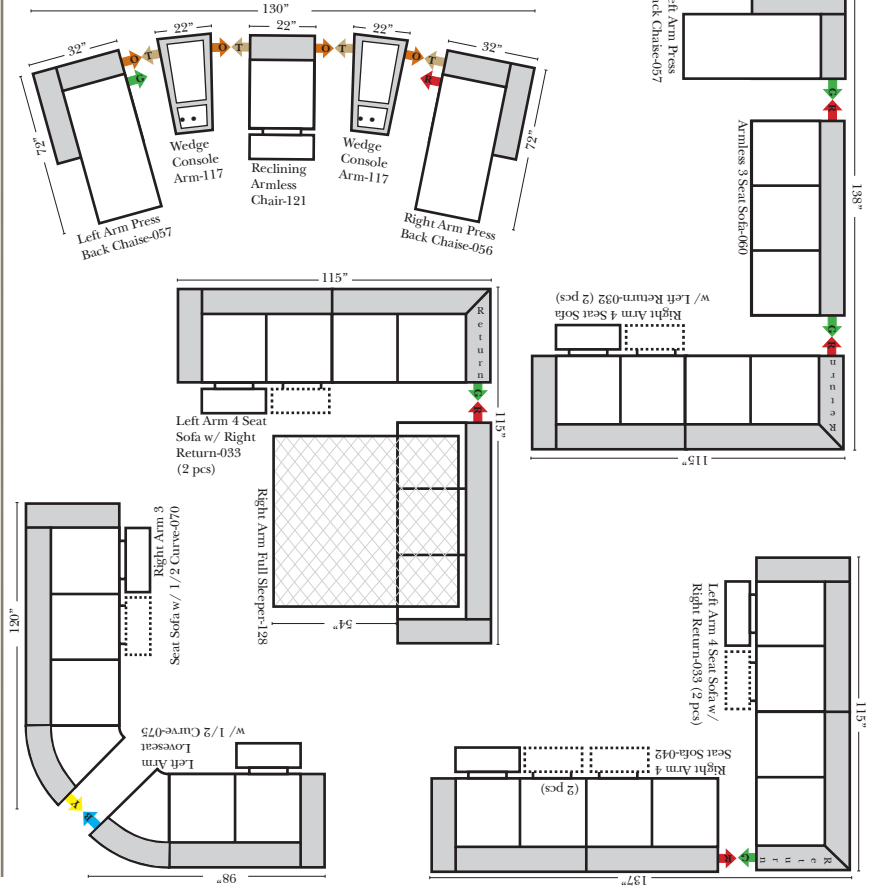 130”
32”
22”
22”
22”
32”
O T
O T
O T
O T
G
R
72”
72”
Wedge
Console
Arm-117
Reclining
Armless
Chair-121
Wedge
Console
Arm-117
Left Arm Press
Back Chaise-057
Right Arm Press
Back Chaise-056
eft Arm Press
ck Chaise-057
G
R
Armless 3 Seat Sofa-060
138”
G
R
Right Arm 4 Seat Sofa
w/ Left Return-032 (2 pcs)
Return
115”
115”
Return
G
R
115”
Left Arm 4 Seat
Sofa w/ Right
Return-033
(2 pcs)
Right Arm Full Sleeper-128
54”
120”
Right Arm 3
Seat Sofa w/ 1/2 Curve-070
Left Arm
Loveseat
w/ 1/2 Curve-075
Y
B
98”
Left Arm 4 Seat Sofa w/
Right Return-033 (2 pcs)
115”
Right Arm 4
Seat Sofa-042
(2 pcs)
R
G
Return
137”